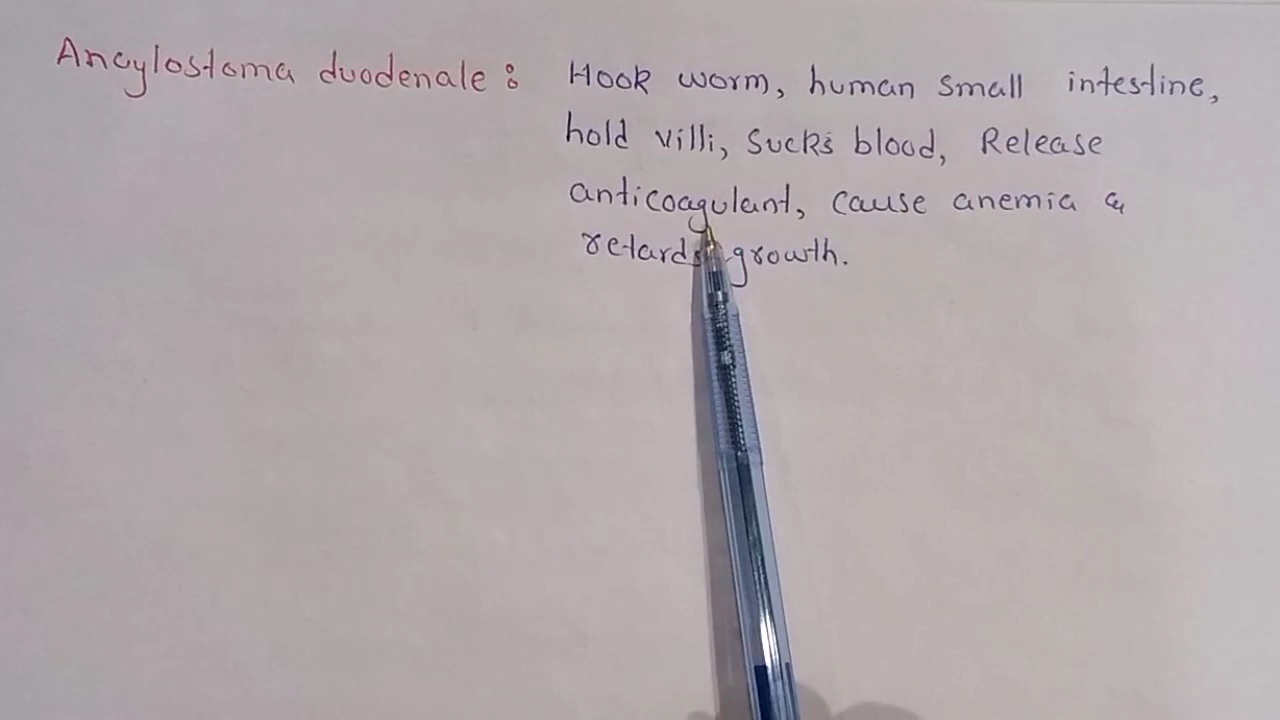 Ancylostoma duodenale : Hook worm, human small intestine,
hold villi, sucks blood, Release
anticoagulant, cause anemia &
retards growth.